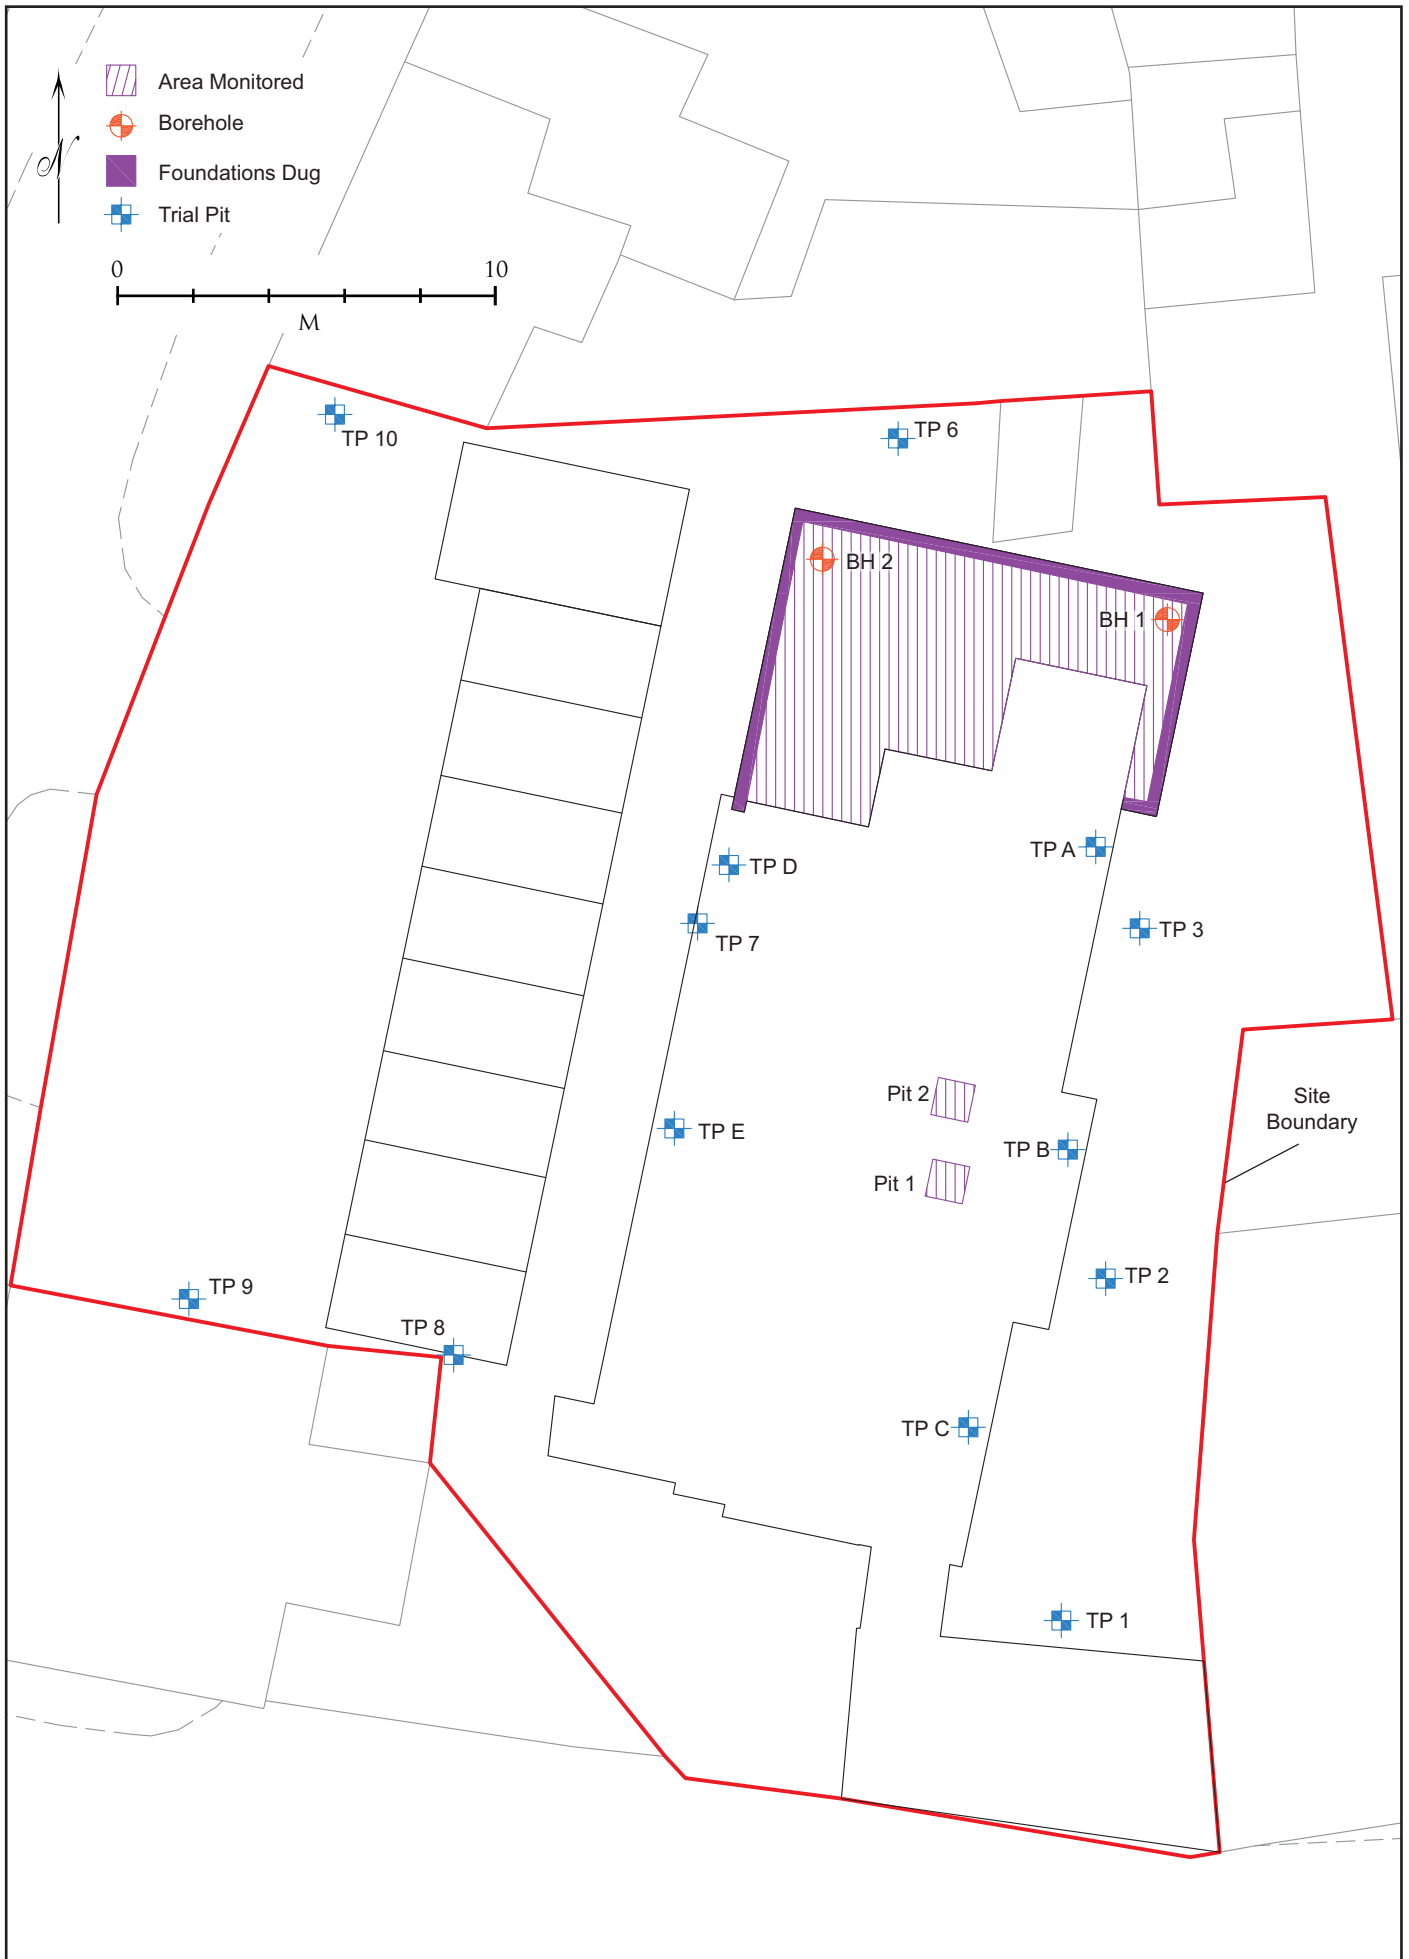 N
Area Monitored
Borehole
Foundations Dug
Trial Pit
0 10
M
TP 10
TP 6
BH 2
BH 1
TP D
TP A
TP 7
TP 3
Pit 2
Site
Boundary
TP E
TP B
Pit 1
TP 9
TP 2
TP 8
TP C
TP 1